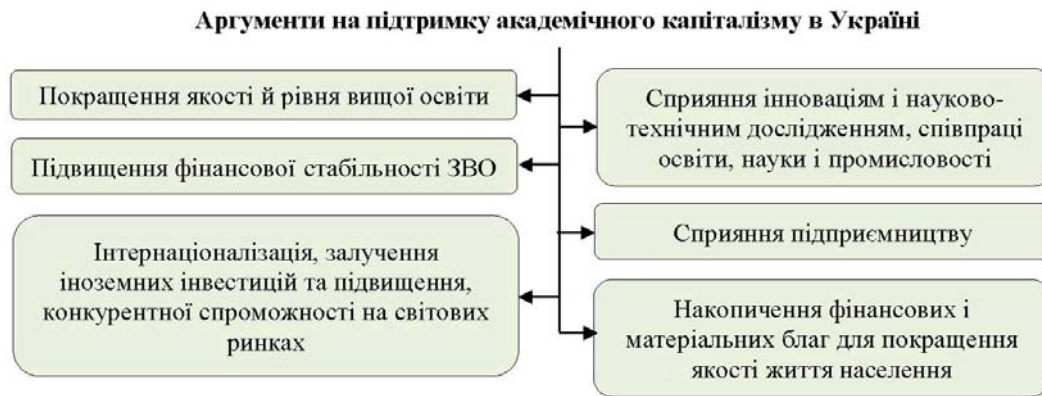 Аргументи на підтримку академічного капіталізму в Україні
Покращення якості й рівня вищої освіти
Підвищення фінансової стабільності ЗВО
Інтернаціоналізація, залучення
іноземних інвестицій та підвищення,
конкурентної спроможності на світових
ринках
Сприяння інноваціям і науково-
технічним дослідженням, співпраці
освіти, науки і промисловості
Сприяння підприємництву
Накопичення фінансових і
матеріальних благ для покращення
якості життя населення